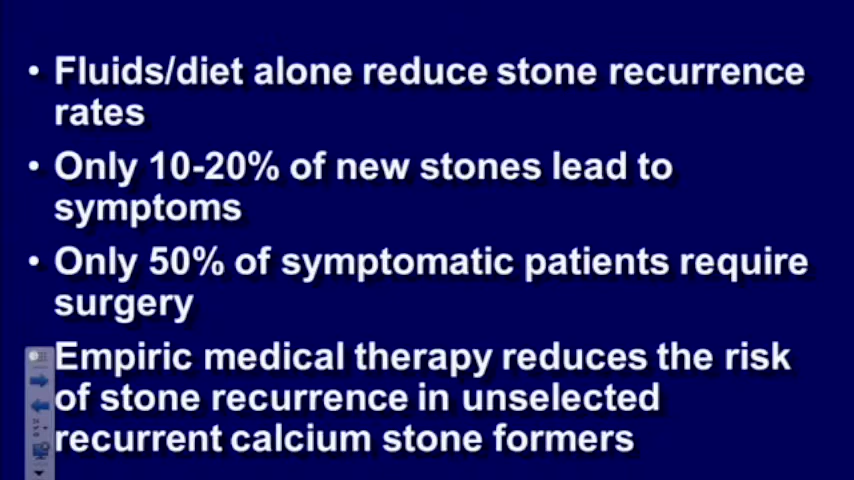 • Fluids/diet alone reduce stone recurrence
rates
• Only 10-20% of new stones lead to
symptoms
• Only 50% of symptomatic patients require
surgery
Empiric medical therapy reduces the risk
of stone recurrence in unselected
recurrent calcium stone formers